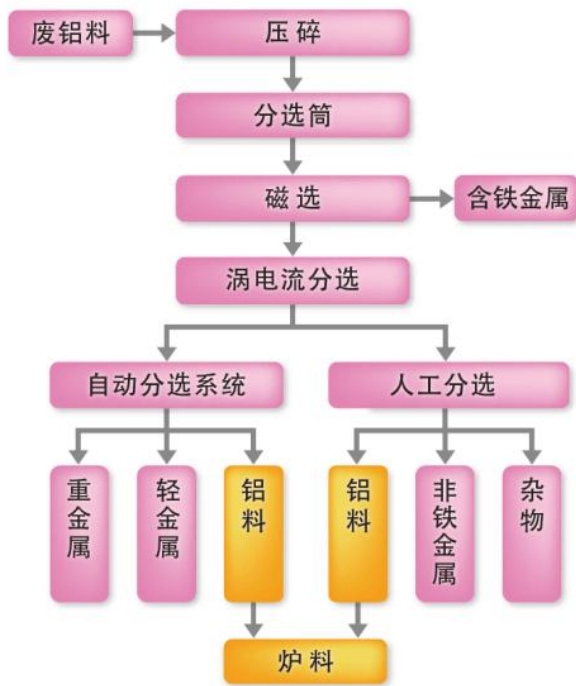 废铝料
压碎
分选筒
磁选
含铁金属
涡电流分选
自动分选系统
人工分选
重金属
轻金属
铝料
铝料
非铁金属
杂物
炉料